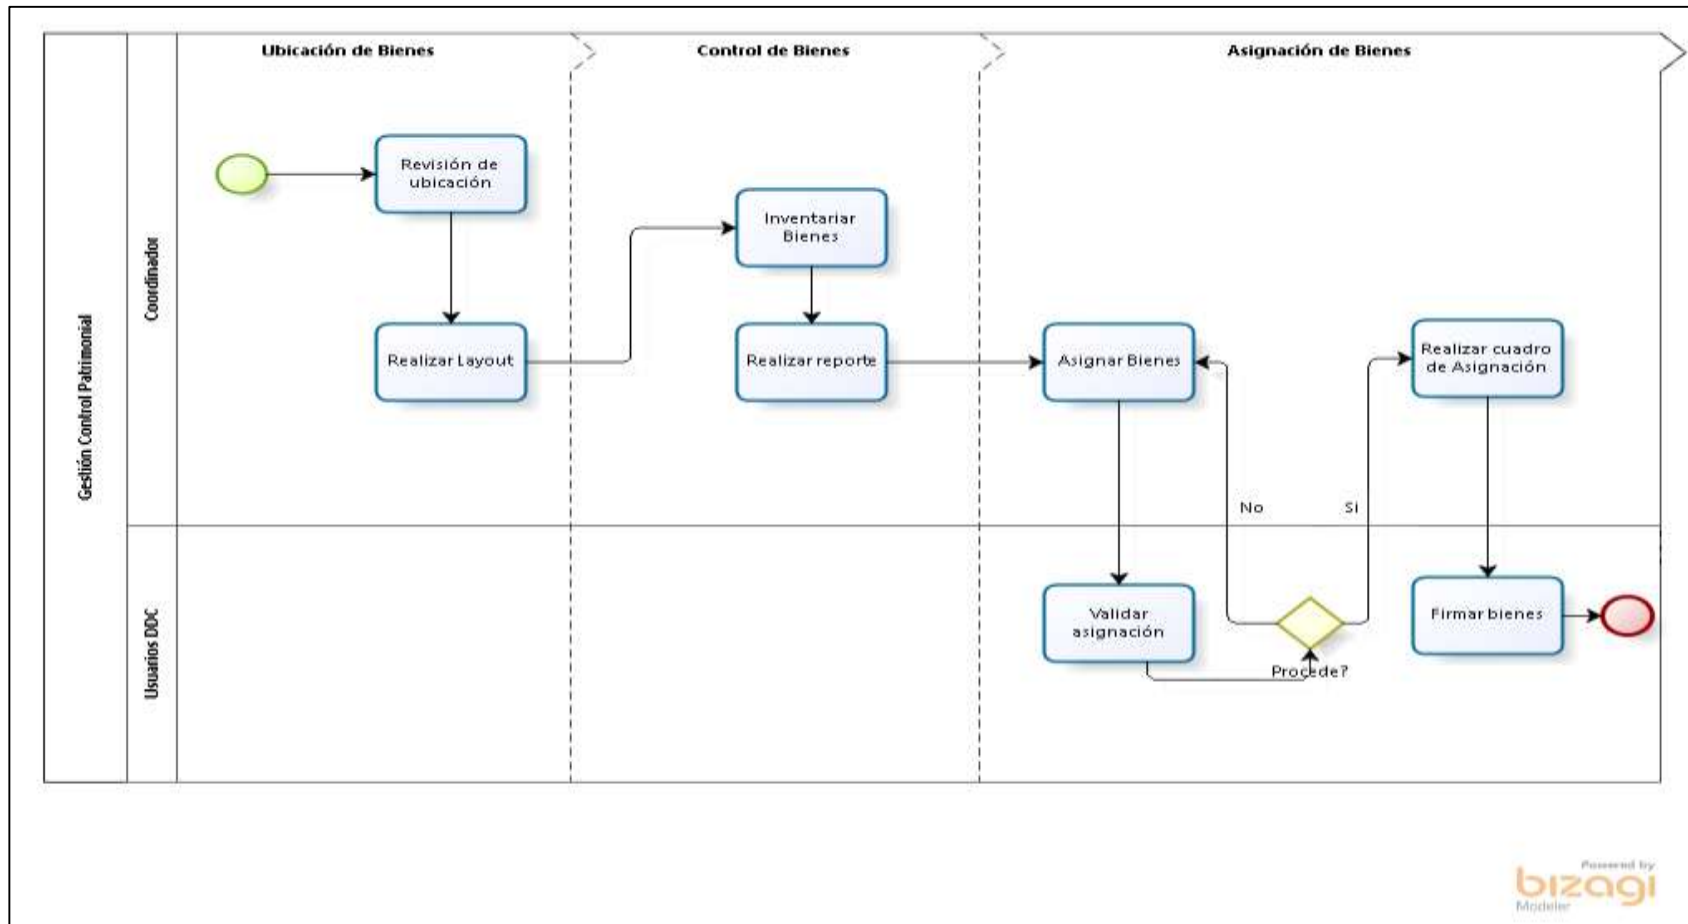 Ubicación de Bienes
Control de Bienes
Asignación de Bienes
Gestión Control Patrimonial
Coordinador
Revisión de
ubicación
Realizar Layout
Inventariar
Bienes
Realizar reporte
Asignar Bienes
Realizar cuadro
de Asignación
No
Si
Usuarios DDC
Validar
asignación
Procede?
Firmar bienes
Powered by
bizagi
Modeler